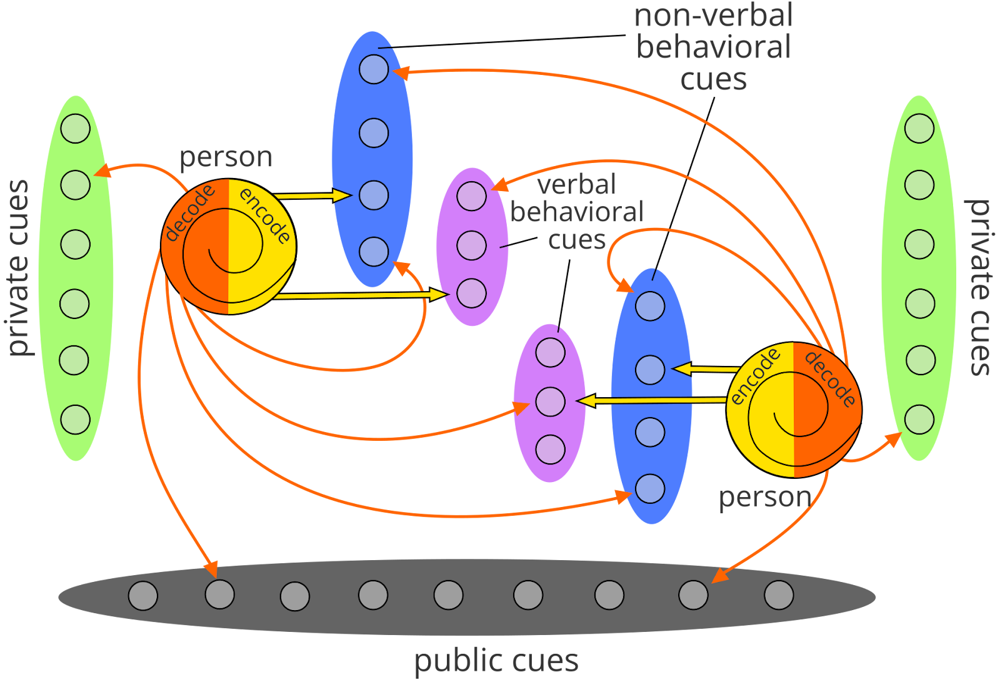 non-verbal
behavioral
cues
person
decode
encode
private cues
verbal
behavioral
cues
private cues
encode
decode
person
public cues